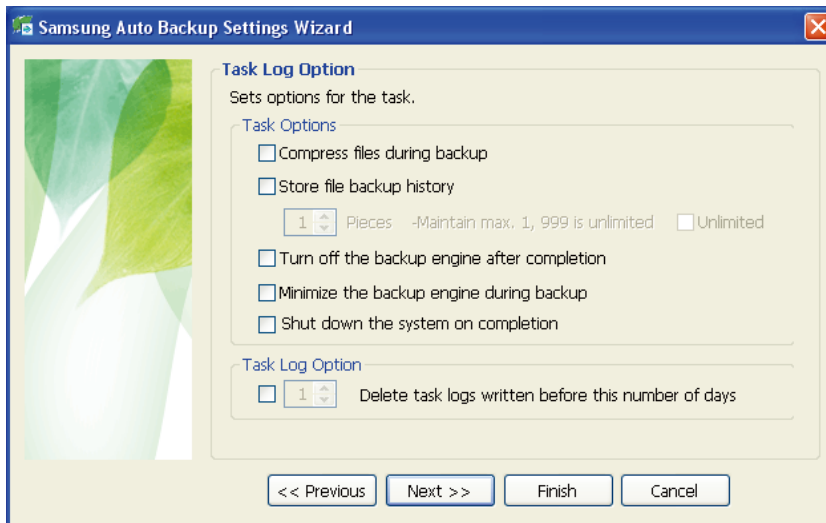 Samsung Auto Backup Settings Wizard
Task Log Option
Sets options for the task.
Task Options
Compress files during backup
Store file backup history
1 Pieces -Maintain max. 1, 999 is unlimited Unlimited
Turn off the backup engine after completion
Minimize the backup engine during backup
Shut down the system on completion
Task Log Option
1 Delete task logs written before this number of days
<< Previous Next >> Finish Cancel